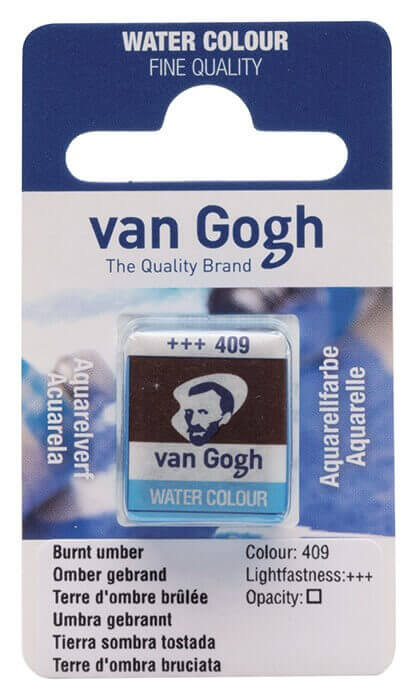 WATER COLOUR
FINE QUALITY
van Gogh
The Quality Brand
Aquarelverf
Acuarela
+++ 409
van Gogh
WATER COLOUR
Aquarellfarbe
Aquarelle
Burnt umber
Omber gebrand
Terre d'ombre brûlée
Umbra gebrannt
Tierra sombra tostada
Terre d'ombra bruciata
Colour: 409
Lightfastness:+++
Opacity: □